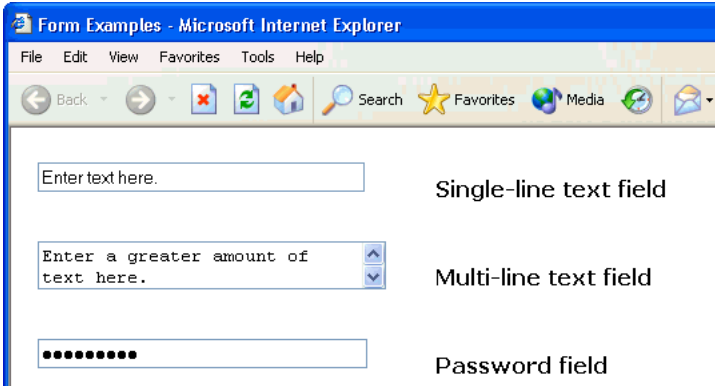 Form Examples - Microsoft Internet Explorer
File Edit View Favorites Tools Help
Back Search Favorites Media
Enter text here. Single-line text field
Enter a greater amount of
text here. Multi-line text field
●●●●●●●●● Password field